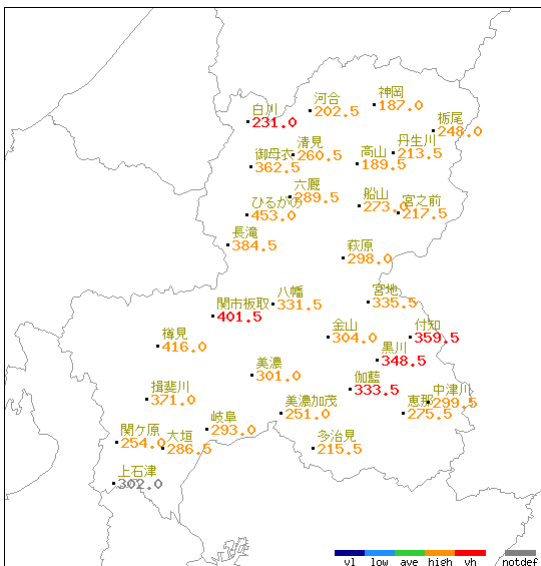 神岡
187.0
河合
202.5
白川
231.0
栃尾
248.0
丹生川
213.5
清見
260.5
高山
189.5
御母衣
362.5
六厩
289.5
船山
273.0
宮之前
217.5
ひるがの
453.0
長滝
384.5
萩原
298.0
宮地
335.5
八幡
331.5
関市板取
401.5
金山
304.0
付知
359.5
樽見
416.0
黒川
348.5
美濃
301.0
伽藍
333.5
揖斐川
371.0
中津川
299.5
恵那
275.5
美濃加茂
251.0
岐阜
293.0
関ケ原
254.0
大垣
286.5
多治見
215.5
上石津
302.0
vl low ave high vh notdef